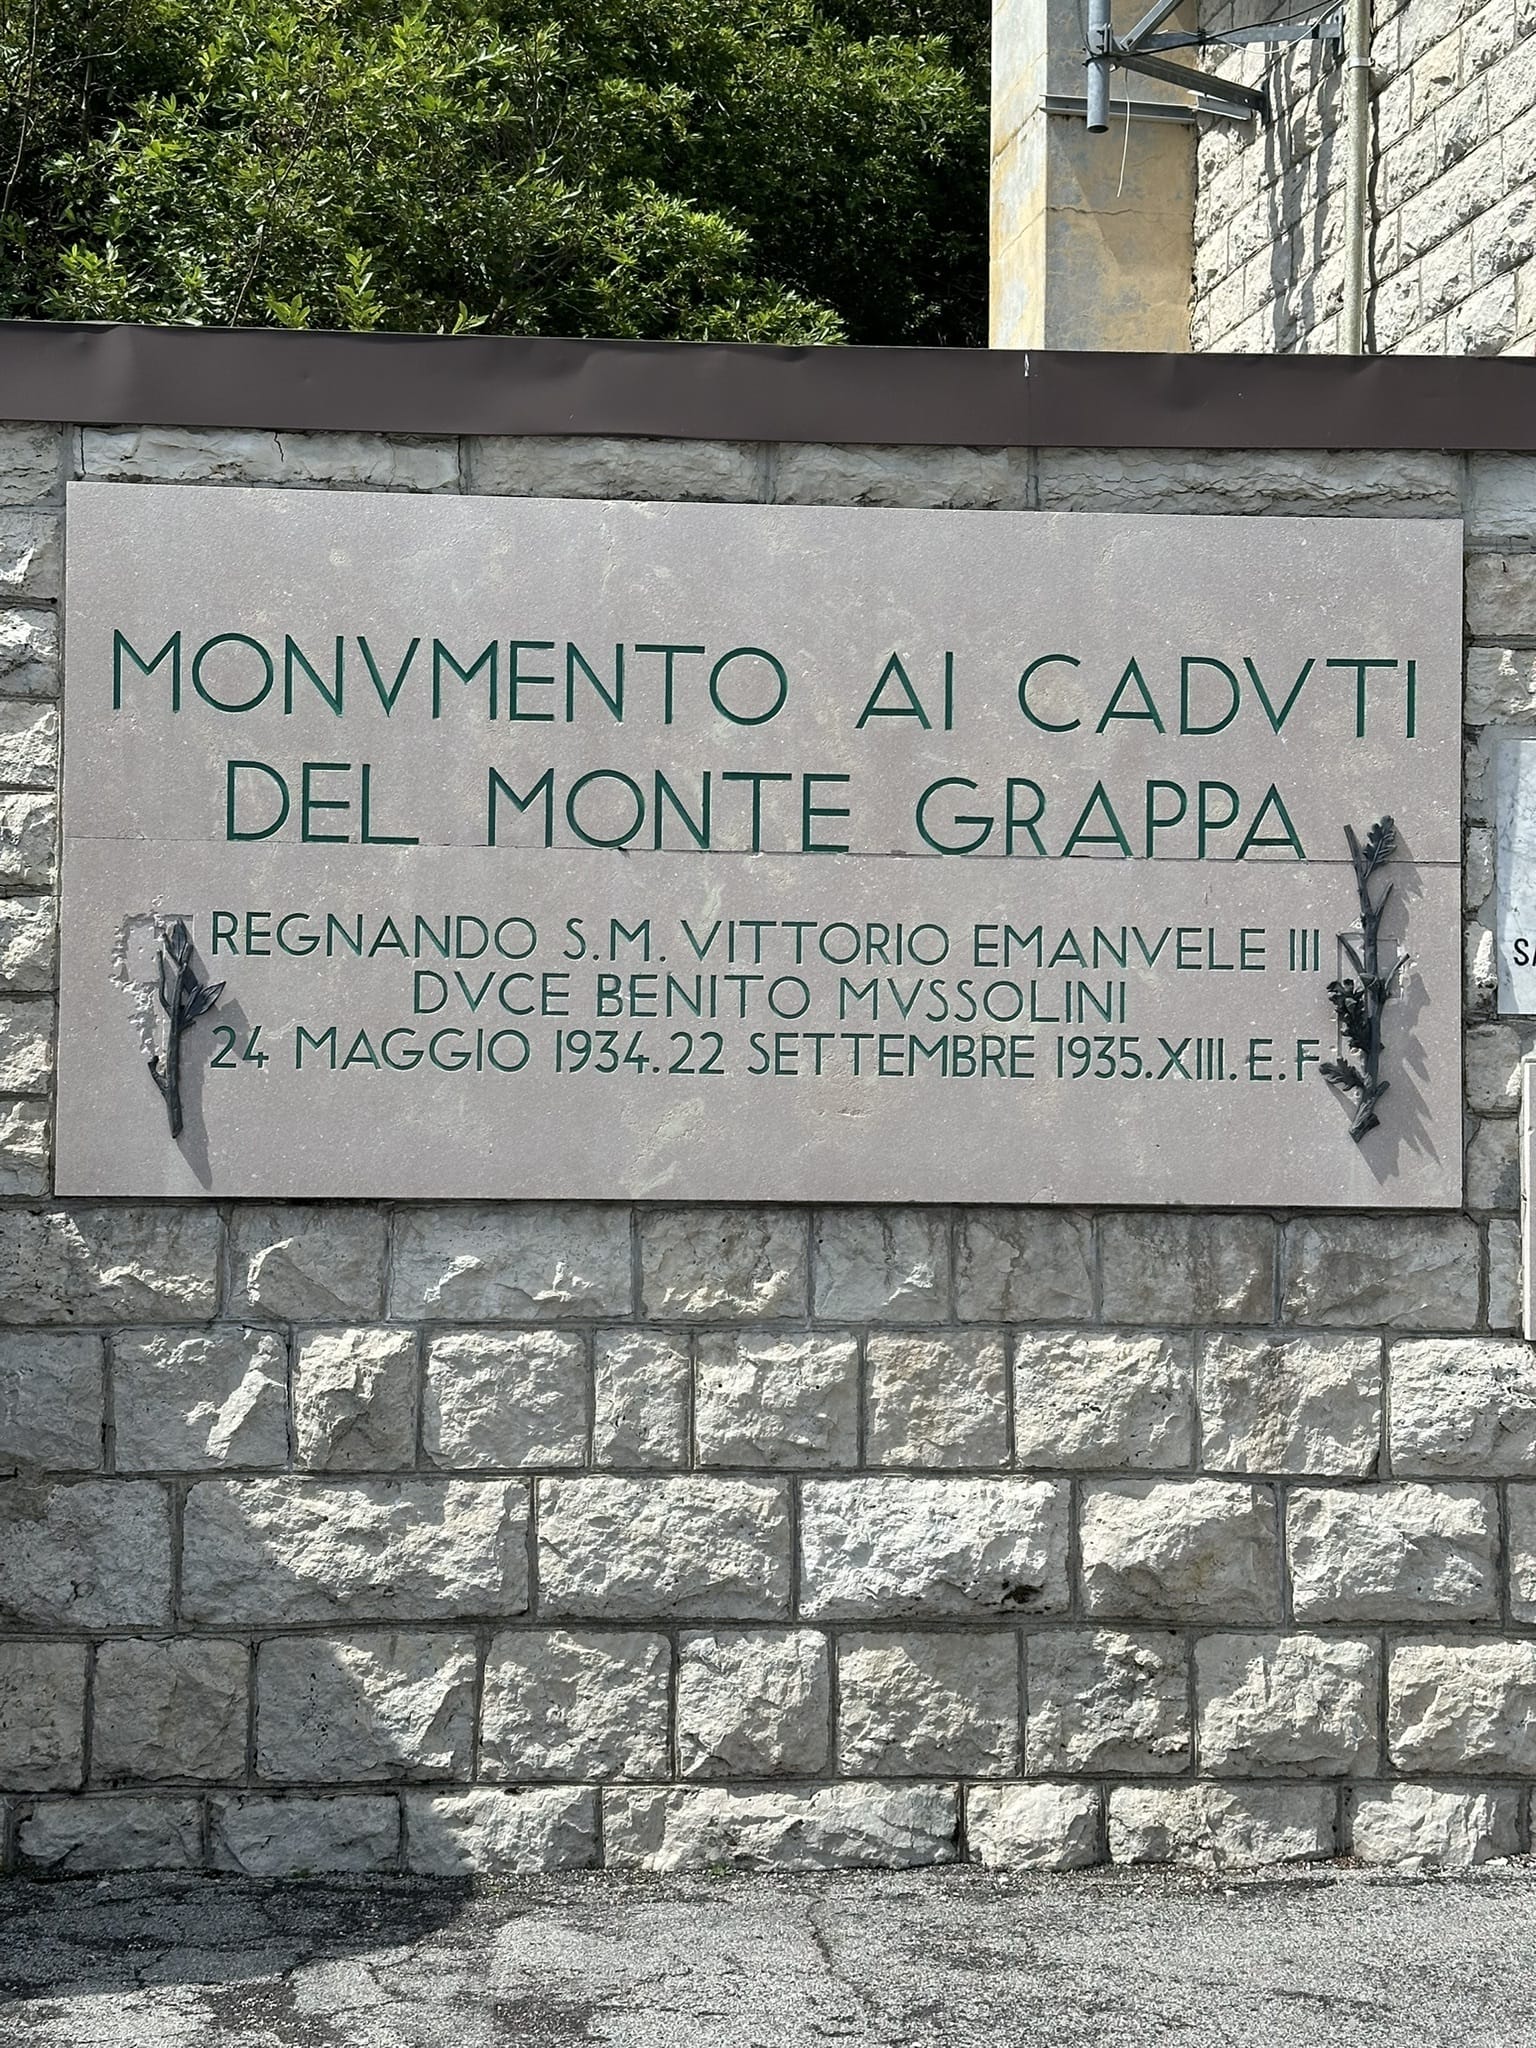 MONVMENTO AI CADVTI
DEL MONTE GRAPPA
REGNANDO S.M. VITTORIO EMANVELE III
DVCE BENITO MVSSOLINI
24 MAGGIO 1934.22 SETTEMBRE 1935.XIII.E.F